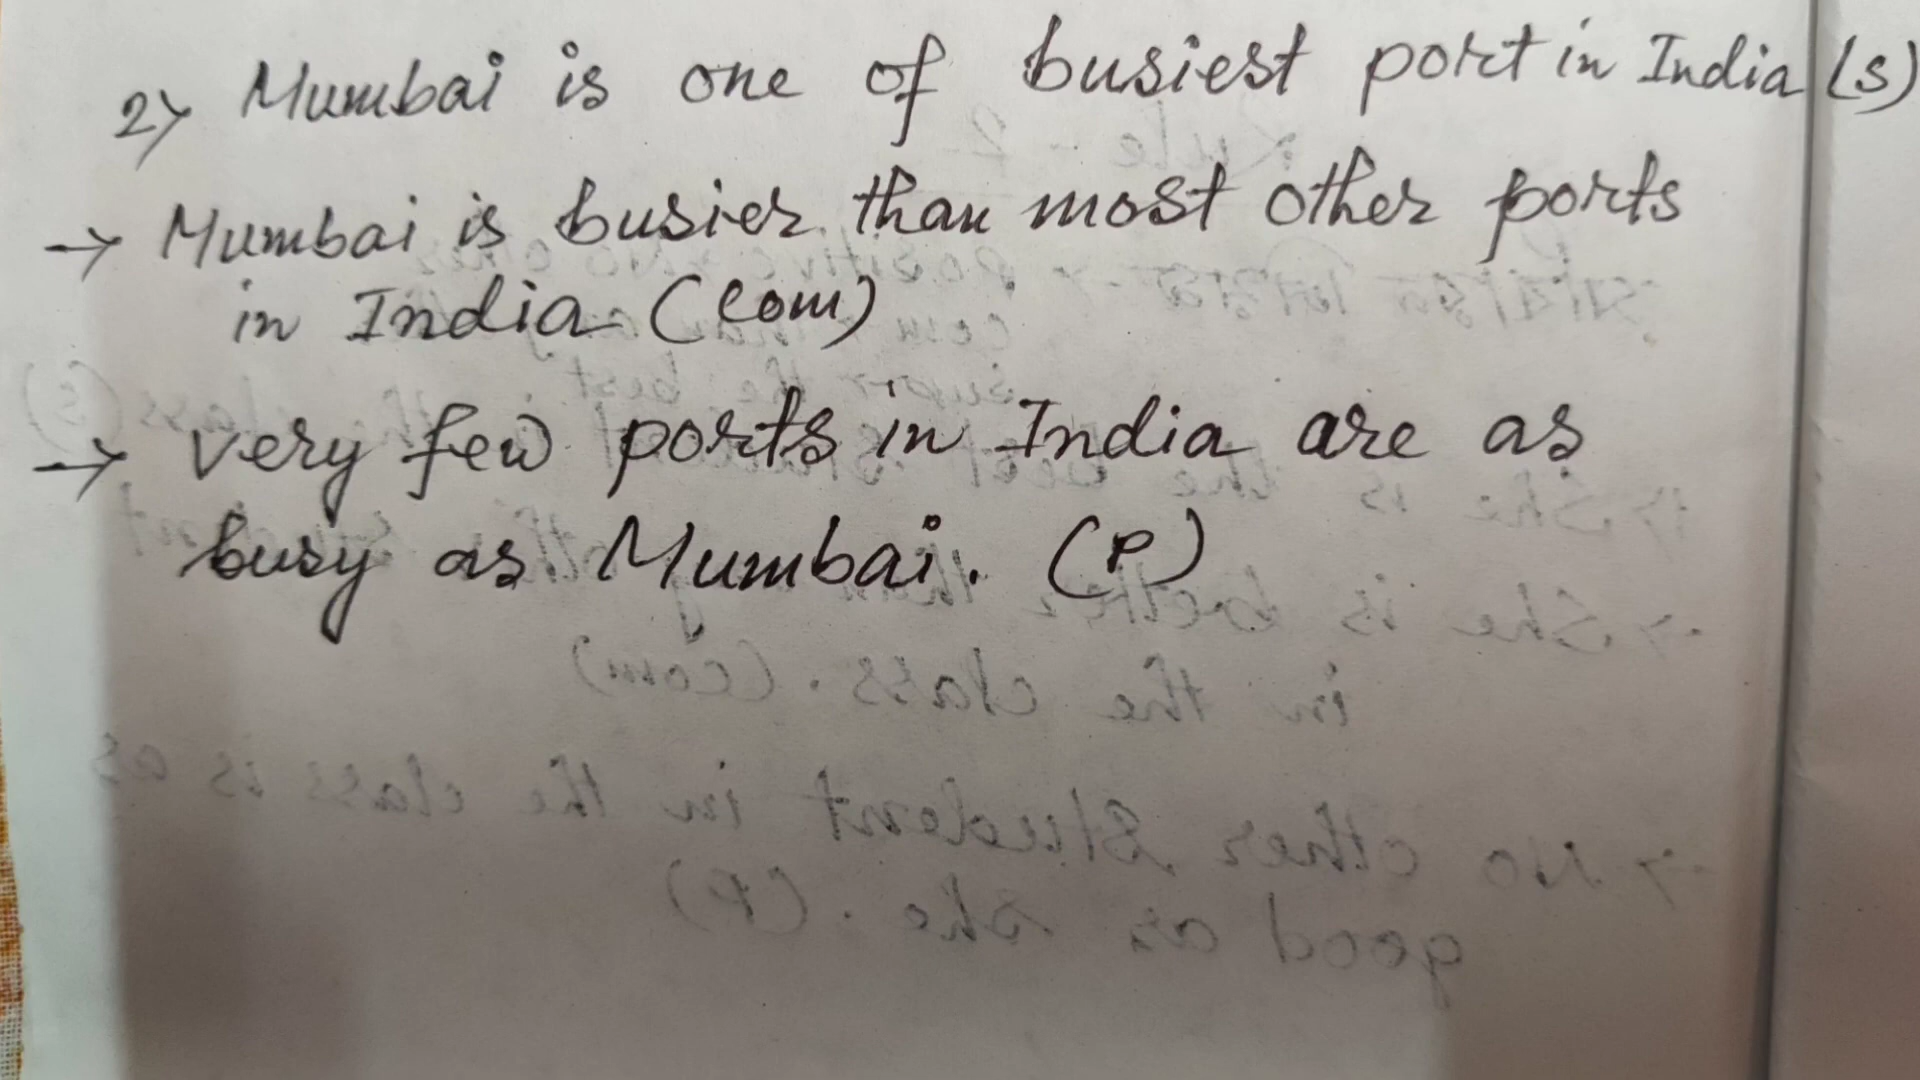 2> Mumbai is one of busiest port in India (s)
→ Mumbai is busier than most other ports
in India (com)
→ very few ports in India are as
busy as Mumbai. (P)